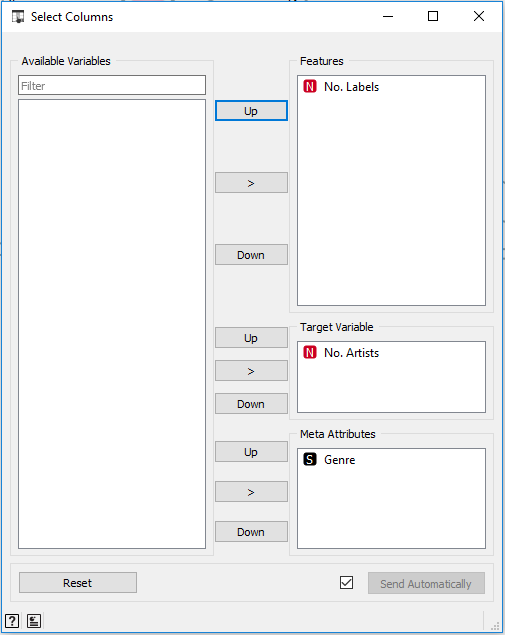 Select Columns
Available Variables
Filter
Up
>
Down
Features
N No. Labels
Up
>
Down
Target Variable
N No. Artists
Up
>
Down
Meta Attributes
S Genre
Reset
Send Automatically
?